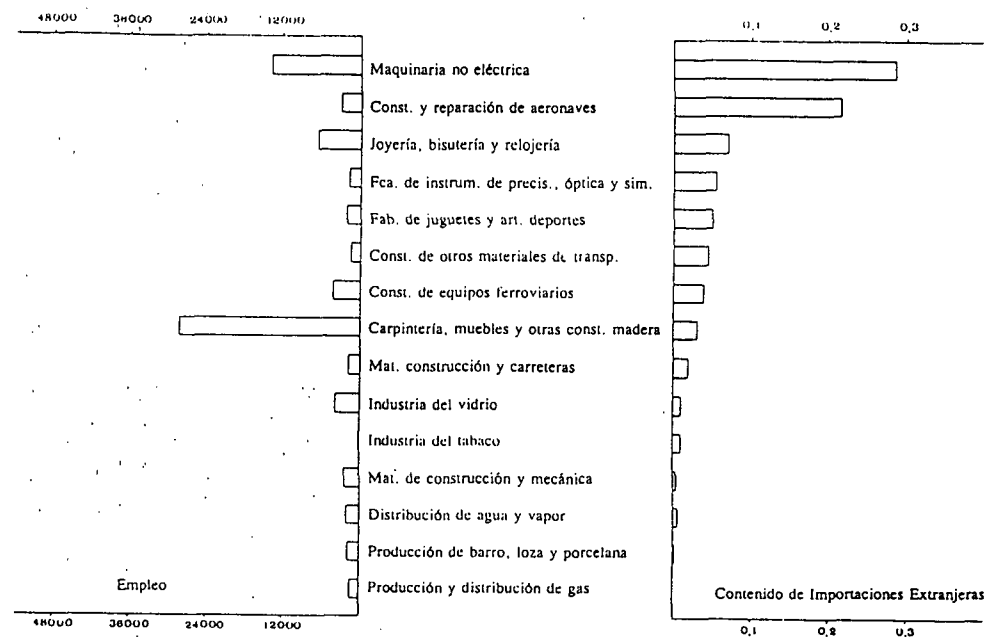 48000 36000 24000 12000
0,1 0,2 0,3
Maquinaria no eléctrica
Const. y reparación de aeronaves
Joyería, bisutería y relojería
Fca. de instrum. de precis., óptica y sim.
Fab. de juguetes y art. deportes
Const. de otros materiales de transp.
Const. de equipos ferroviarios
Carpintería, muebles y otras const. madera
Mat. construcción y carreteras
Industria del vidrio
Industria del tabaco
Mat. de construcción y mecánica
Distribución de agua y vapor
Producción de barro, loza y porcelana
Producción y distribución de gas
Empleo
Contenido de Importaciones Extranjeras
48000 36000 24000 12000
0,1 0,2 0,3